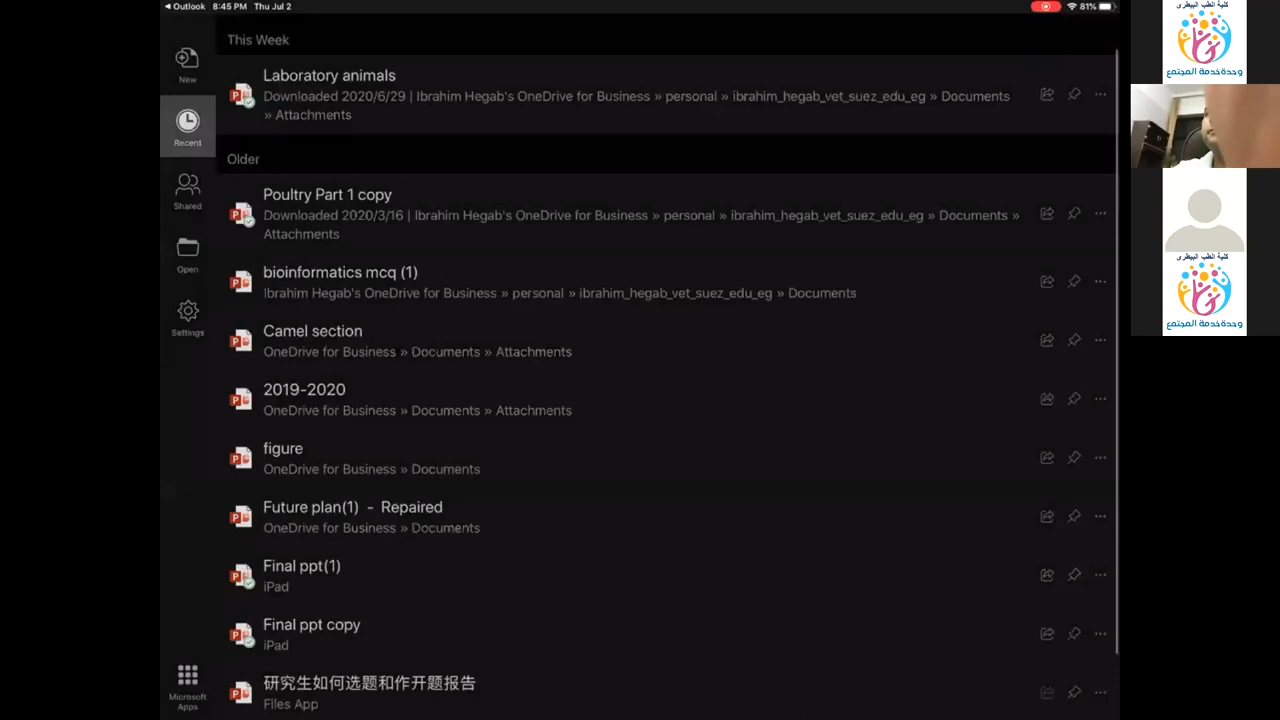 Outlook 8:45 PM Thu Jul 2
81%
New
Recent
Shared
Open
Settings
Microsoft
Apps
This Week
Laboratory animals
Downloaded 2020/6/29 | Ibrahim Hegab's OneDrive for Business » personal » ibrahim_hegab_vet_suez_edu_eg » Documents
» Attachments
Older
Poultry Part 1 copy
Downloaded 2020/3/16 | Ibrahim Hegab's OneDrive for Business » personal » ibrahim_hegab_vet_suez_edu_eg » Documents »
Attachments
bioinformatics mcq (1)
Ibrahim Hegab's OneDrive for Business » personal » ibrahim_hegab_vet_suez_edu_eg » Documents
Camel section
OneDrive for Business » Documents » Attachments
2019-2020
OneDrive for Business » Documents » Attachments
figure
OneDrive for Business » Documents
Future plan(1) - Repaired
OneDrive for Business » Documents
Final ppt(1)
iPad
Final ppt copy
iPad
研究生如何选题和作开题报告
Files App
كلية الطب البيطرى
وحدة خدمة المجتمع
كلية الطب البيطرى
وحدة خدمة المجتمع